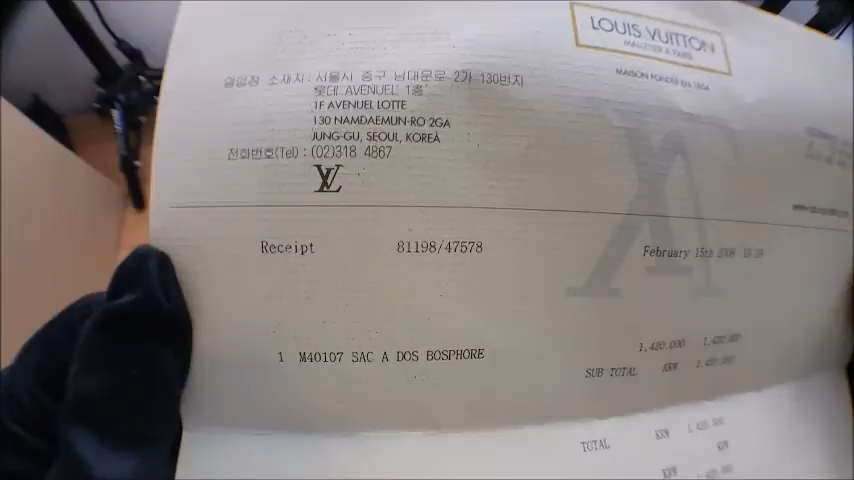 LOUIS VUITTON
MALLETIER À PARIS
MAISON FONDÉE EN 1854
영업장 소재지 : 서울시 중구 남대문로 2가 130번지
롯데 AVENUEL 1층
1F AVENUEL LOTTE
130 NAMDAEMUN-RO 2GA
JUNG-GU, SEOUL, KOREA
전화번호(Tel) : (02)318 4867
LV
Receipt 81198/47578 February 15th
1 M40107 SAC A DOS BOSPHORE 1,420.000
SUB TOTAL KRW
TOTAL KRW
KRW
KRW